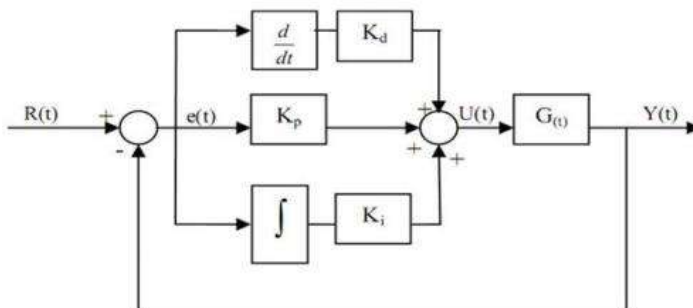 d
dt
K_d
R(t)
+
-
e(t)
K_p
+
+
+
U(t)
G_(t)
Y(t)
∫
K_i